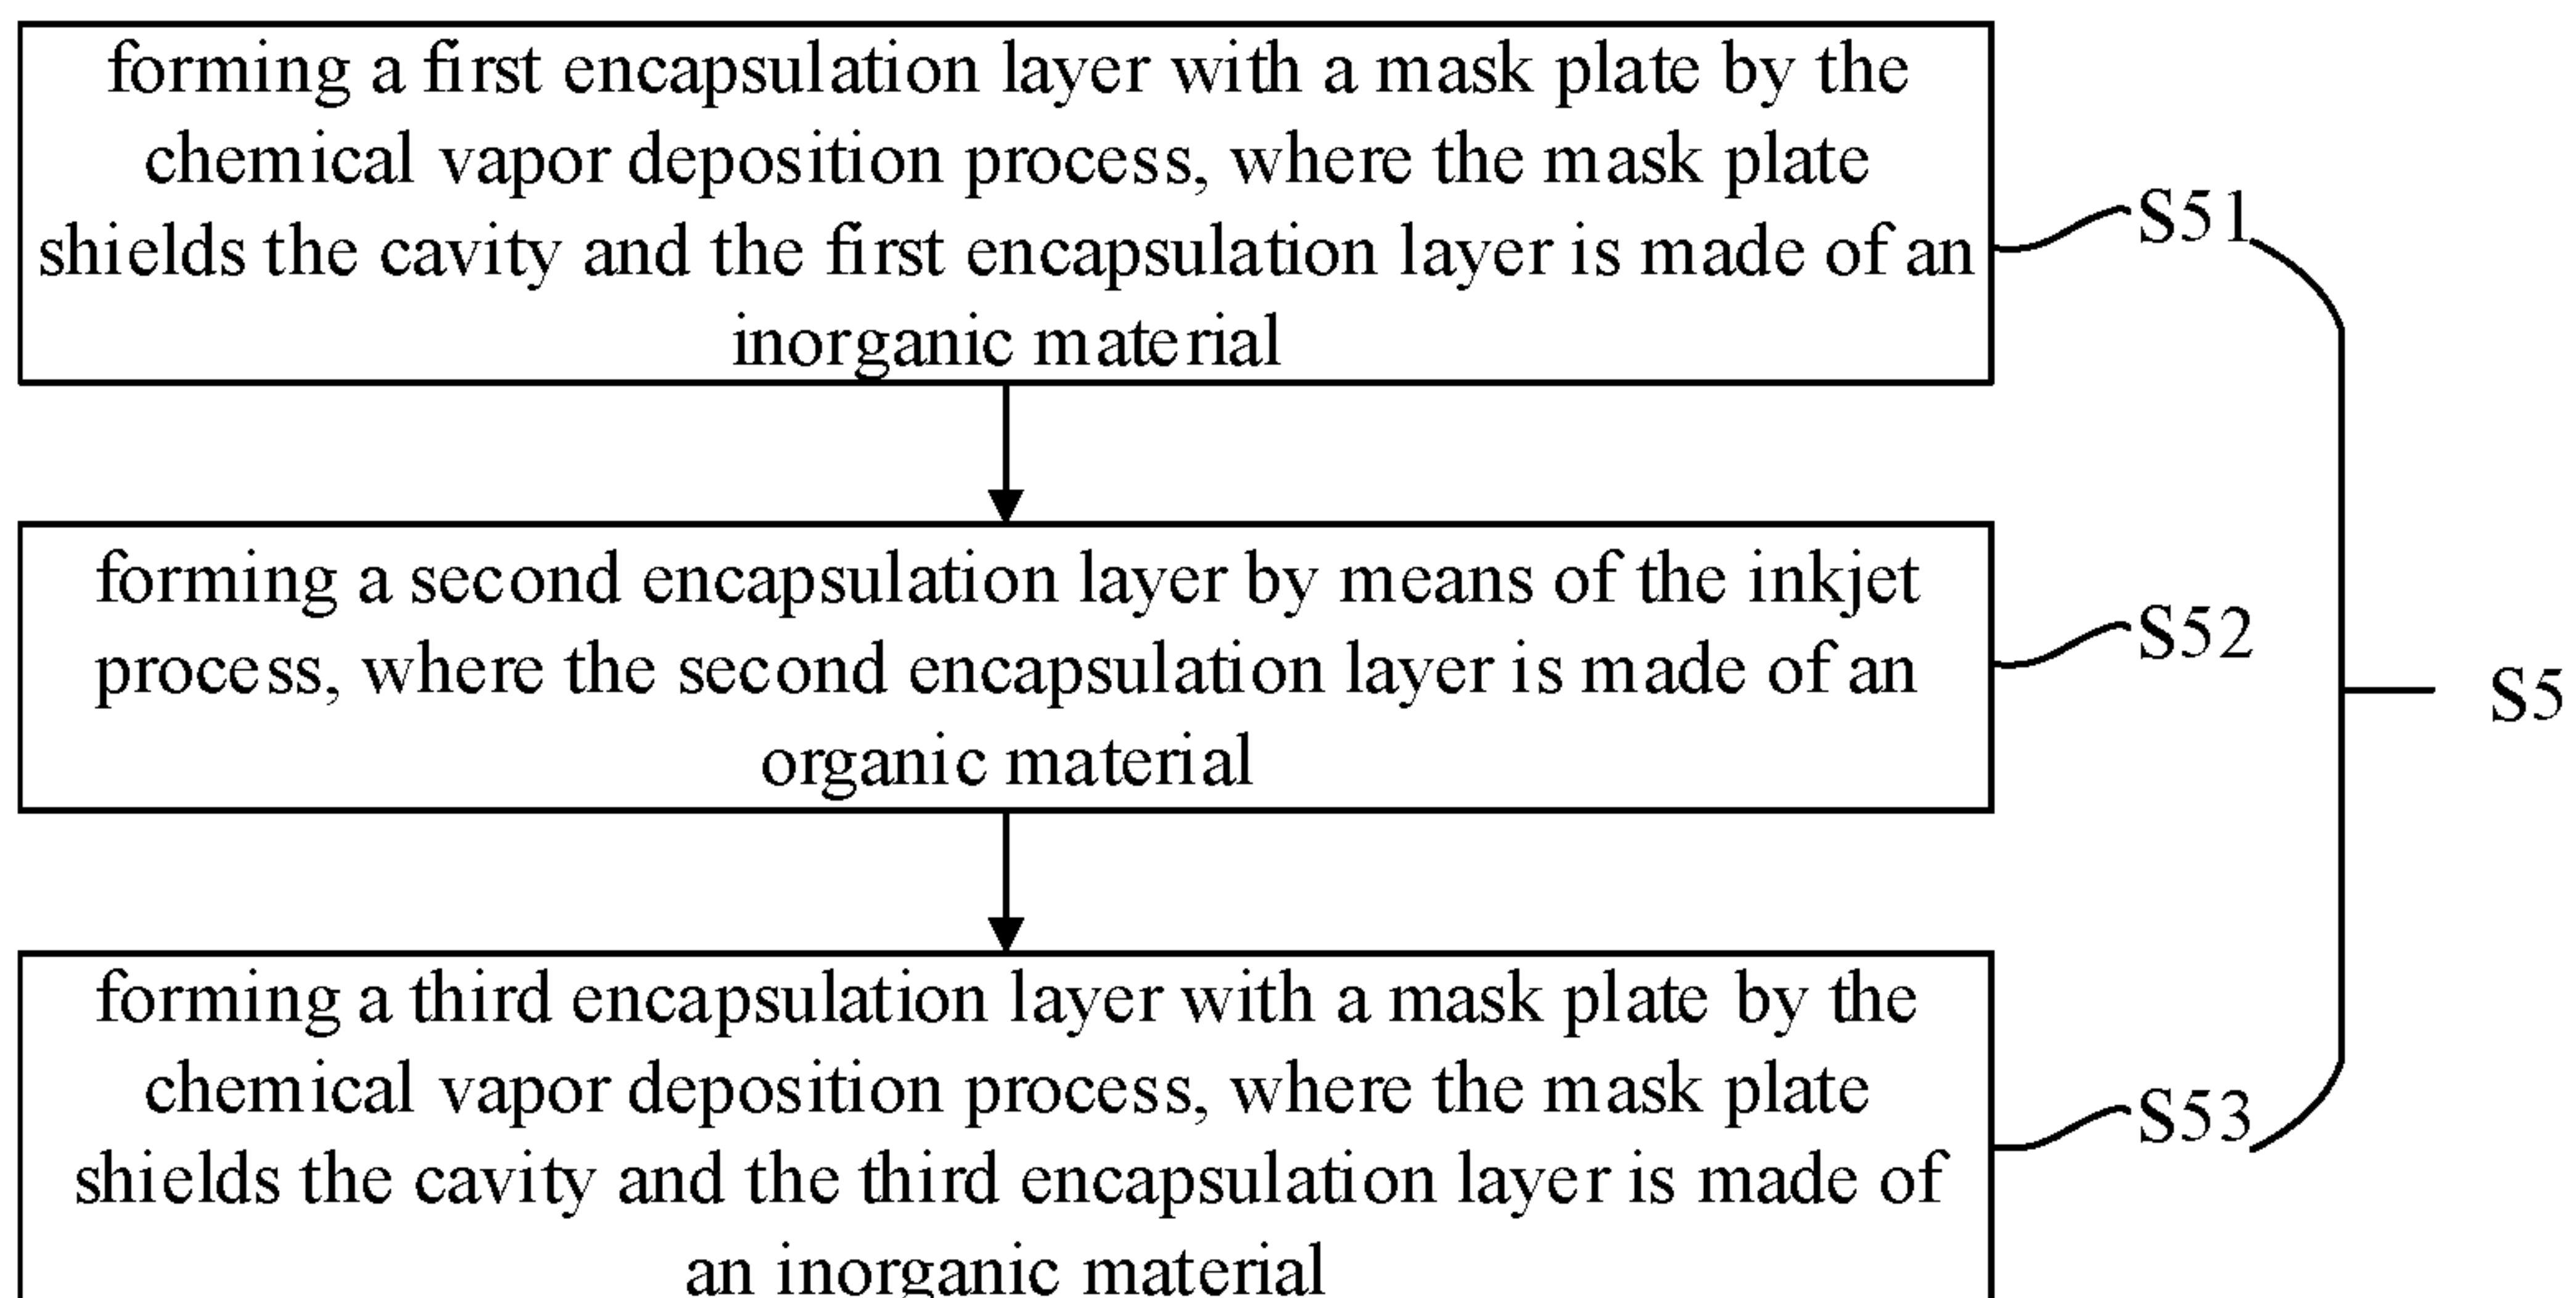 forming a first encapsulation layer with a mask plate by the
chemical vapor deposition process, where the mask plate
shields the cavity and the first encapsulation layer is made of an
inorganic material
S51
forming a second encapsulation layer by means of the inkjet
process, where the second encapsulation layer is made of an
organic material
S52
S5
forming a third encapsulation layer with a mask plate by the
chemical vapor deposition process, where the mask plate
shields the cavity and the third encapsulation layer is made of
an inorganic material
S53